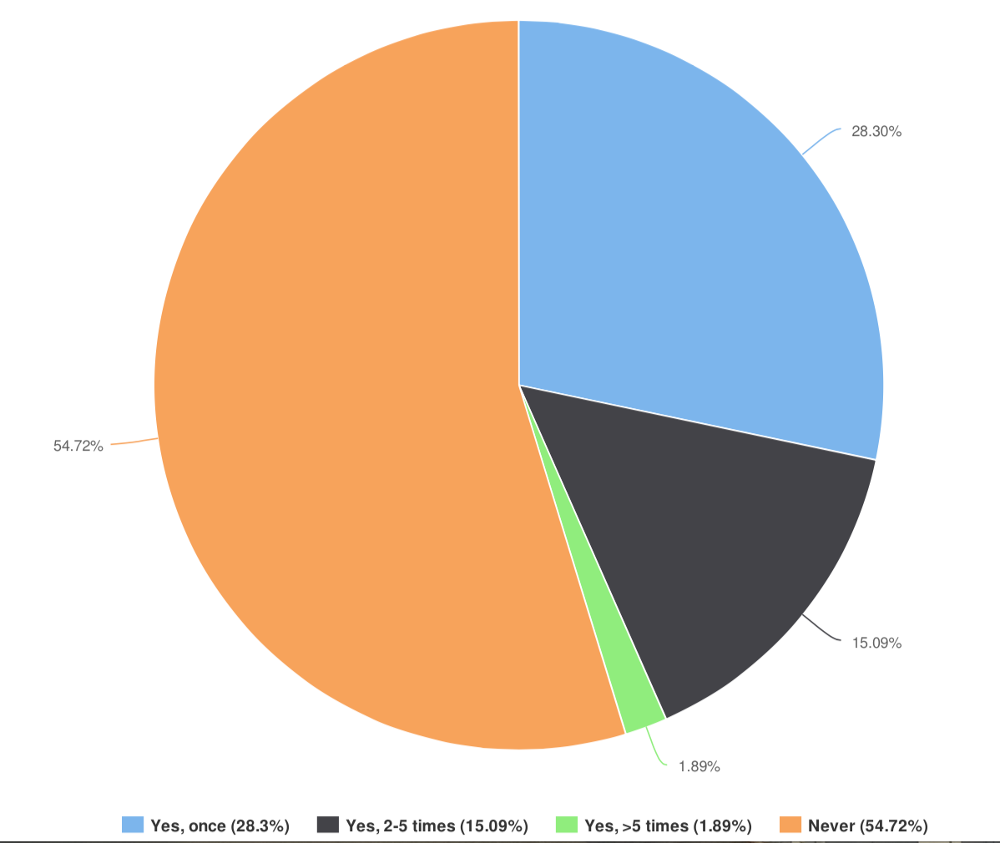 28.30%
54.72%
15.09%
1.89%
Yes, once (28.3%) Yes, 2-5 times (15.09%) Yes, >5 times (1.89%) Never (54.72%)